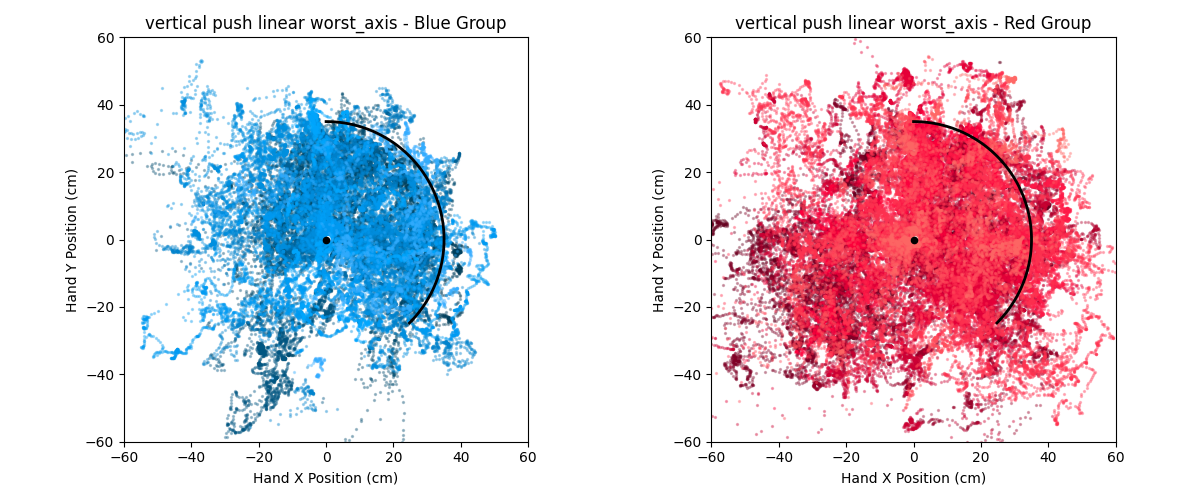 vertical push linear worst_axis - Blue Group
60
40
20
0
−20
−40
−60
Hand Y Position (cm)
−60 −40 −20 0 20 40 60
Hand X Position (cm)
vertical push linear worst_axis - Red Group
60
40
20
0
−20
−40
−60
Hand Y Position (cm)
−60 −40 −20 0 20 40 60
Hand X Position (cm)